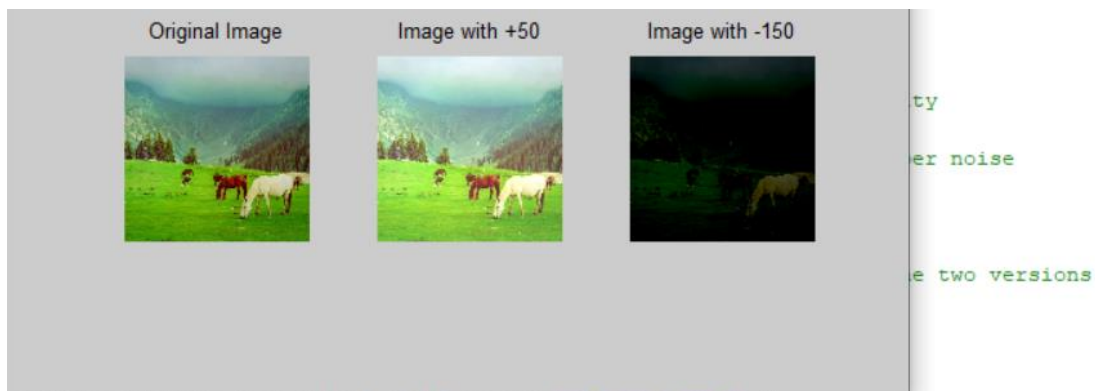 Original Image
Image with +50
Image with -150
ty
er noise
e two versions